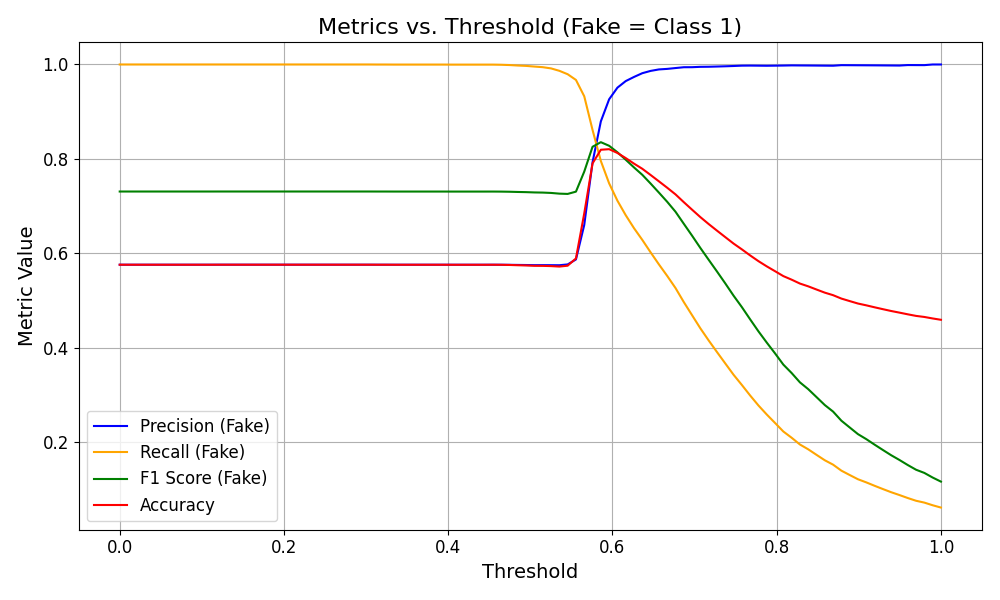 Metrics vs. Threshold (Fake = Class 1)
Metric Value
1.0
0.8
0.6
0.4
0.2
Precision (Fake)
Recall (Fake)
F1 Score (Fake)
Accuracy
0.0 0.2 0.4 0.6 0.8 1.0
Threshold